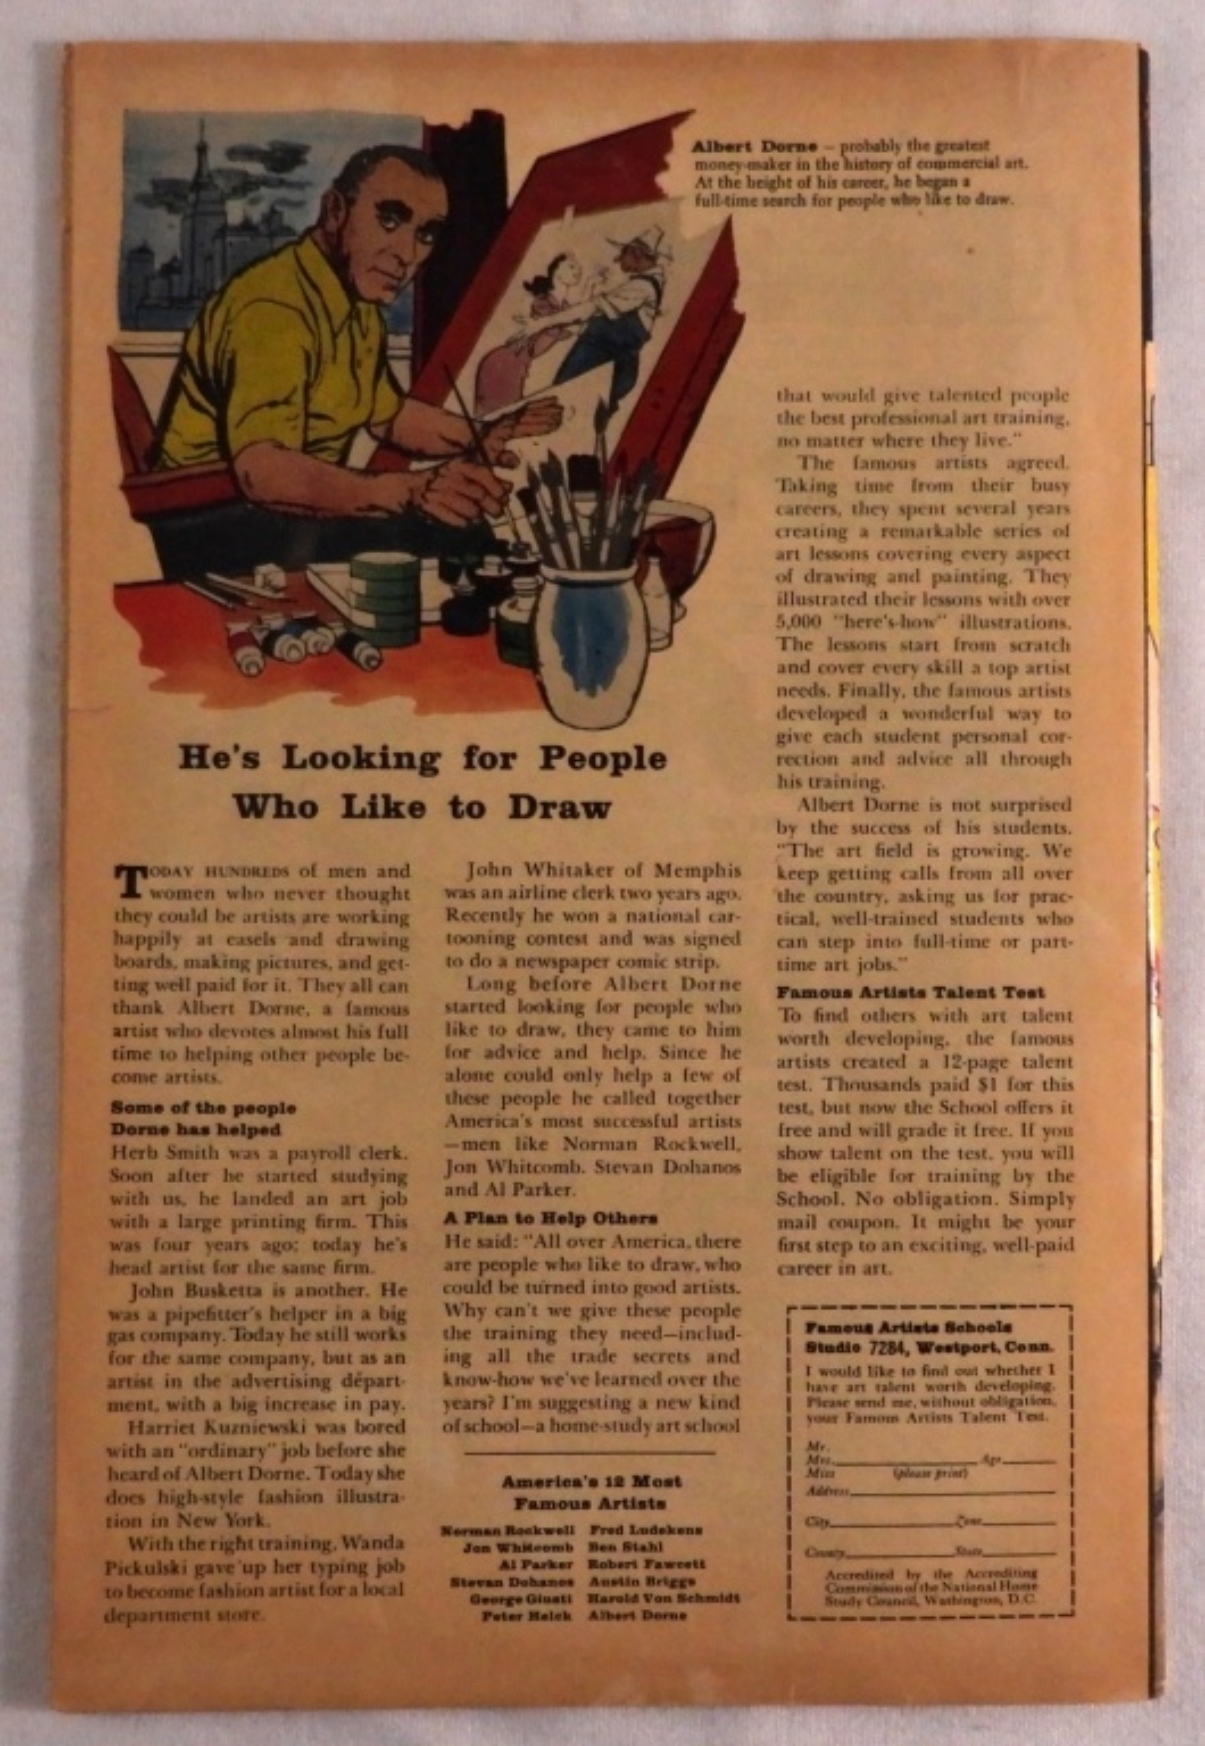 Albert Dorne – probably the greatest
money-maker in the history of commercial art.
At the height of his career, he began a
full-time search for people who like to draw.
He's Looking for People
Who Like to Draw
TODAY HUNDREDS of men and
women who never thought
they could be artists are working
happily at easels and drawing
boards, making pictures, and get-
ting well paid for it. They all can
thank Albert Dorne, a famous
artist who devotes almost his full
time to helping other people be-
come artists.
Some of the people
Dorne has helped
Herb Smith was a payroll clerk.
Soon after he started studying
with us, he landed an art job
with a large printing firm. This
was four years ago; today he's
head artist for the same firm.
John Busketta is another. He
was a pipefitter's helper in a big
gas company. Today he still works
for the same company, but as an
artist in the advertising depart-
ment, with a big increase in pay.
Harriet Kuzniewski was bored
with an "ordinary" job before she
heard of Albert Dorne. Today she
does high-style fashion illustra-
tion in New York.
With the right training, Wanda
Pickulski gave up her typing job
to become fashion artist for a local
department store.
John Whitaker of Memphis
was an airline clerk two years ago.
Recently he won a national car-
tooning contest and was signed
to do a newspaper comic strip.
Long before Albert Dorne
started looking for people who
like to draw, they came to him
for advice and help. Since he
alone could only help a few of
these people he called together
America's most successful artists
—men like Norman Rockwell,
Jon Whitcomb, Stevan Dohanos
and Al Parker.
A Plan to Help Others
He said: "All over America, there
are people who like to draw, who
could be turned into good artists.
Why can't we give these people
the training they need—includ-
ing all the trade secrets and
know-how we've learned over the
years? I'm suggesting a new kind
of school—a home-study art school
America's 12 Most
Famous Artists
Norman Rockwell Fred Ludekens
Jon Whitcomb Ben Stahl
Al Parker Robert Fawcett
Stevan Dohanos Austin Briggs
George Giusti Harold Von Schmidt
Peter Helck Albert Dorne
that would give talented people
the best professional art training,
no matter where they live."
The famous artists agreed.
Taking time from their busy
careers, they spent several years
creating a remarkable series of
art lessons covering every aspect
of drawing and painting. They
illustrated their lessons with over
5,000 "here's-how" illustrations.
The lessons start from scratch
and cover every skill a top artist
needs. Finally, the famous artists
developed a wonderful way to
give each student personal cor-
rection and advice all through
his training.
Albert Dorne is not surprised
by the success of his students.
"The art field is growing. We
keep getting calls from all over
the country, asking us for prac-
tical, well-trained students who
can step into full-time or part-
time art jobs."
Famous Artists Talent Test
To find others with art talent
worth developing, the famous
artists created a 12-page talent
test. Thousands paid $1 for this
test, but now the School offers it
free and will grade it free. If you
show talent on the test, you will
be eligible for training by the
School. No obligation. Simply
mail coupon. It might be your
first step to an exciting, well-paid
career in art.
Famous Artists Schools
Studio 7284, Westport, Conn.
I would like to find out whether I
have art talent worth developing.
Please send me, without obligation,
your Famous Artists Talent Test.
Mr.
Mrs. Age
Miss (please print)
Address
City Zone
County State
Accredited by the Accrediting
Commission of the National Home
Study Council, Washington, D.C.